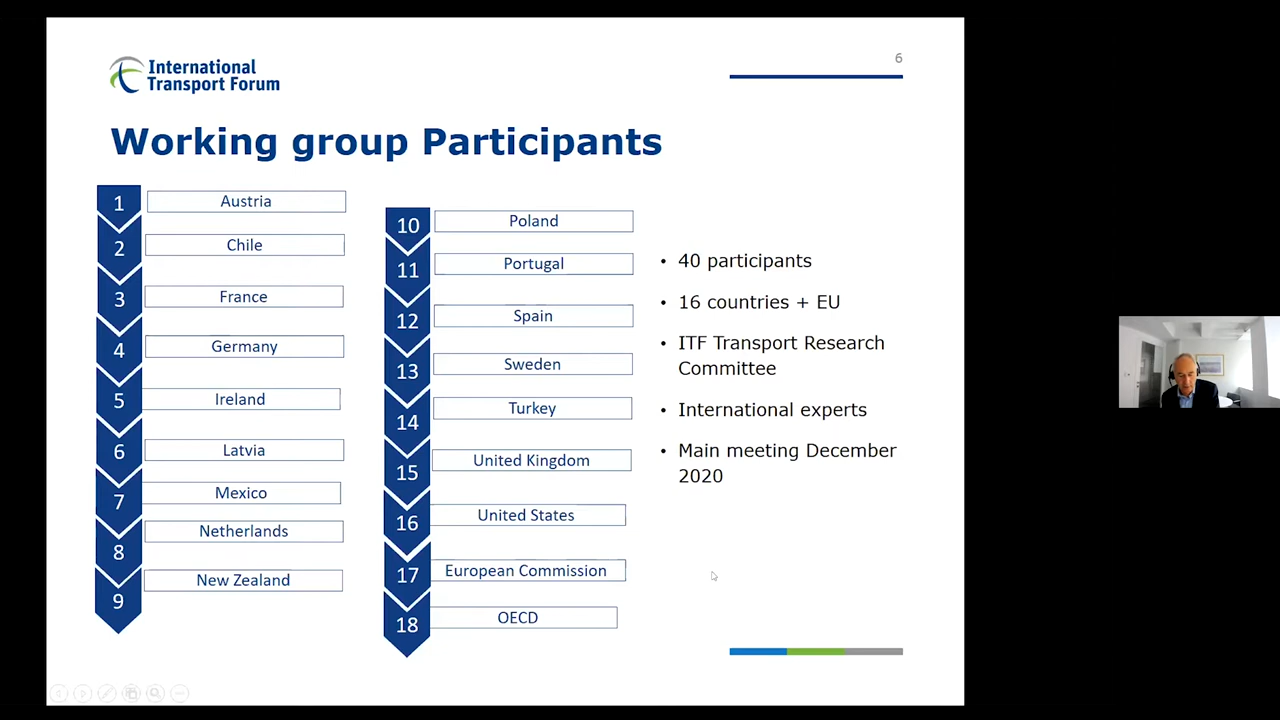 International
Transport Forum
6
Working group Participants
1 Austria
2 Chile
3 France
4 Germany
5 Ireland
6 Latvia
7 Mexico
8 Netherlands
9 New Zealand
10 Poland
11 Portugal
12 Spain
13 Sweden
14 Turkey
15 United Kingdom
16 United States
17 European Commission
18 OECD
• 40 participants
• 16 countries + EU
• ITF Transport Research
Committee
• International experts
• Main meeting December
2020